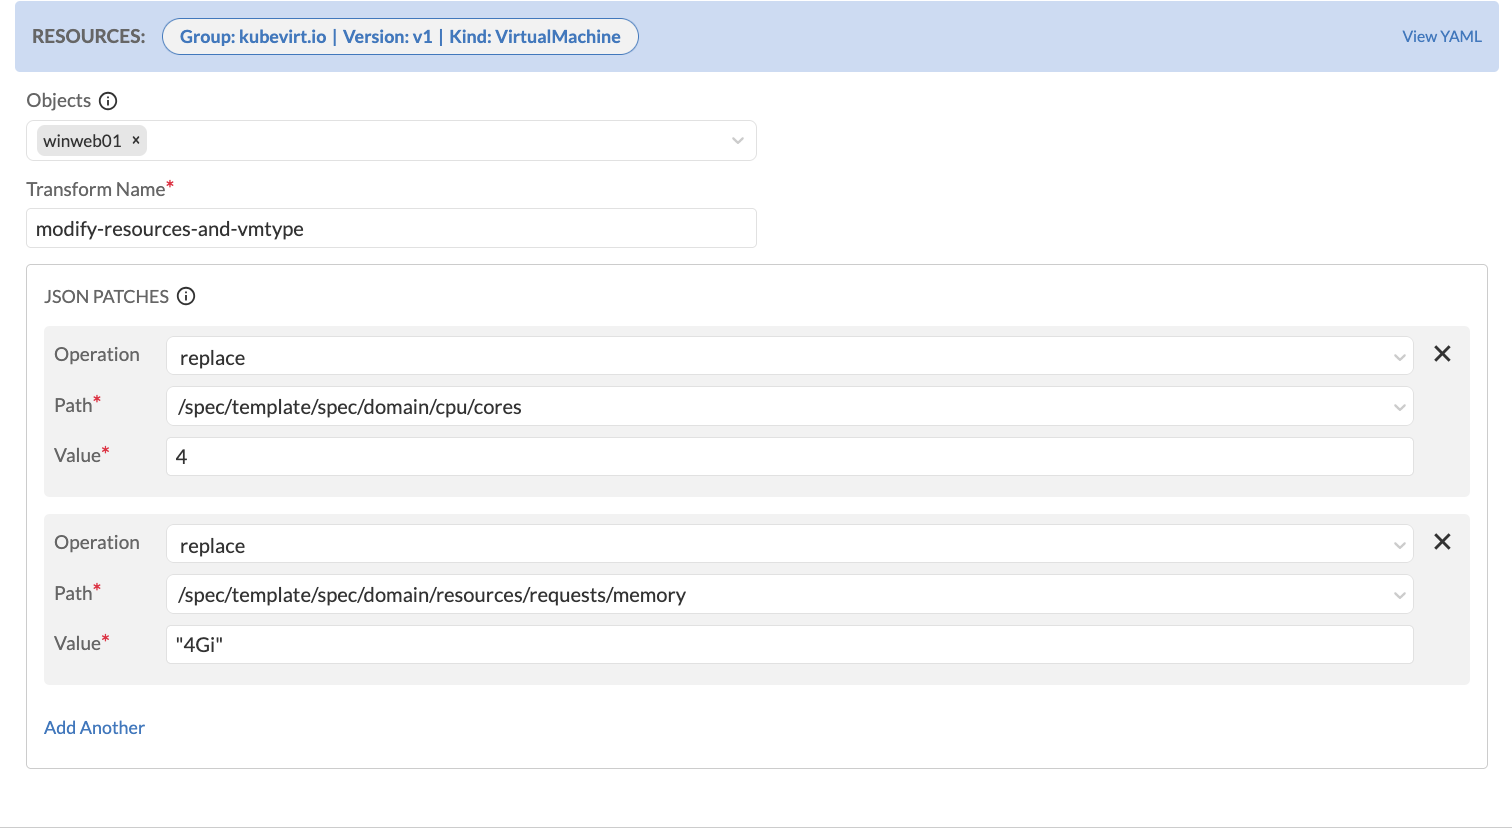 RESOURCES: Group: kubevirt.io | Version: v1 | Kind: VirtualMachine View YAML
Objects
winweb01 ×
Transform Name*
modify-resources-and-vmtype
JSON PATCHES
Operation replace
Path* /spec/template/spec/domain/cpu/cores
Value* 4
Operation replace
Path* /spec/template/spec/domain/resources/requests/memory
Value* "4Gi"
Add Another